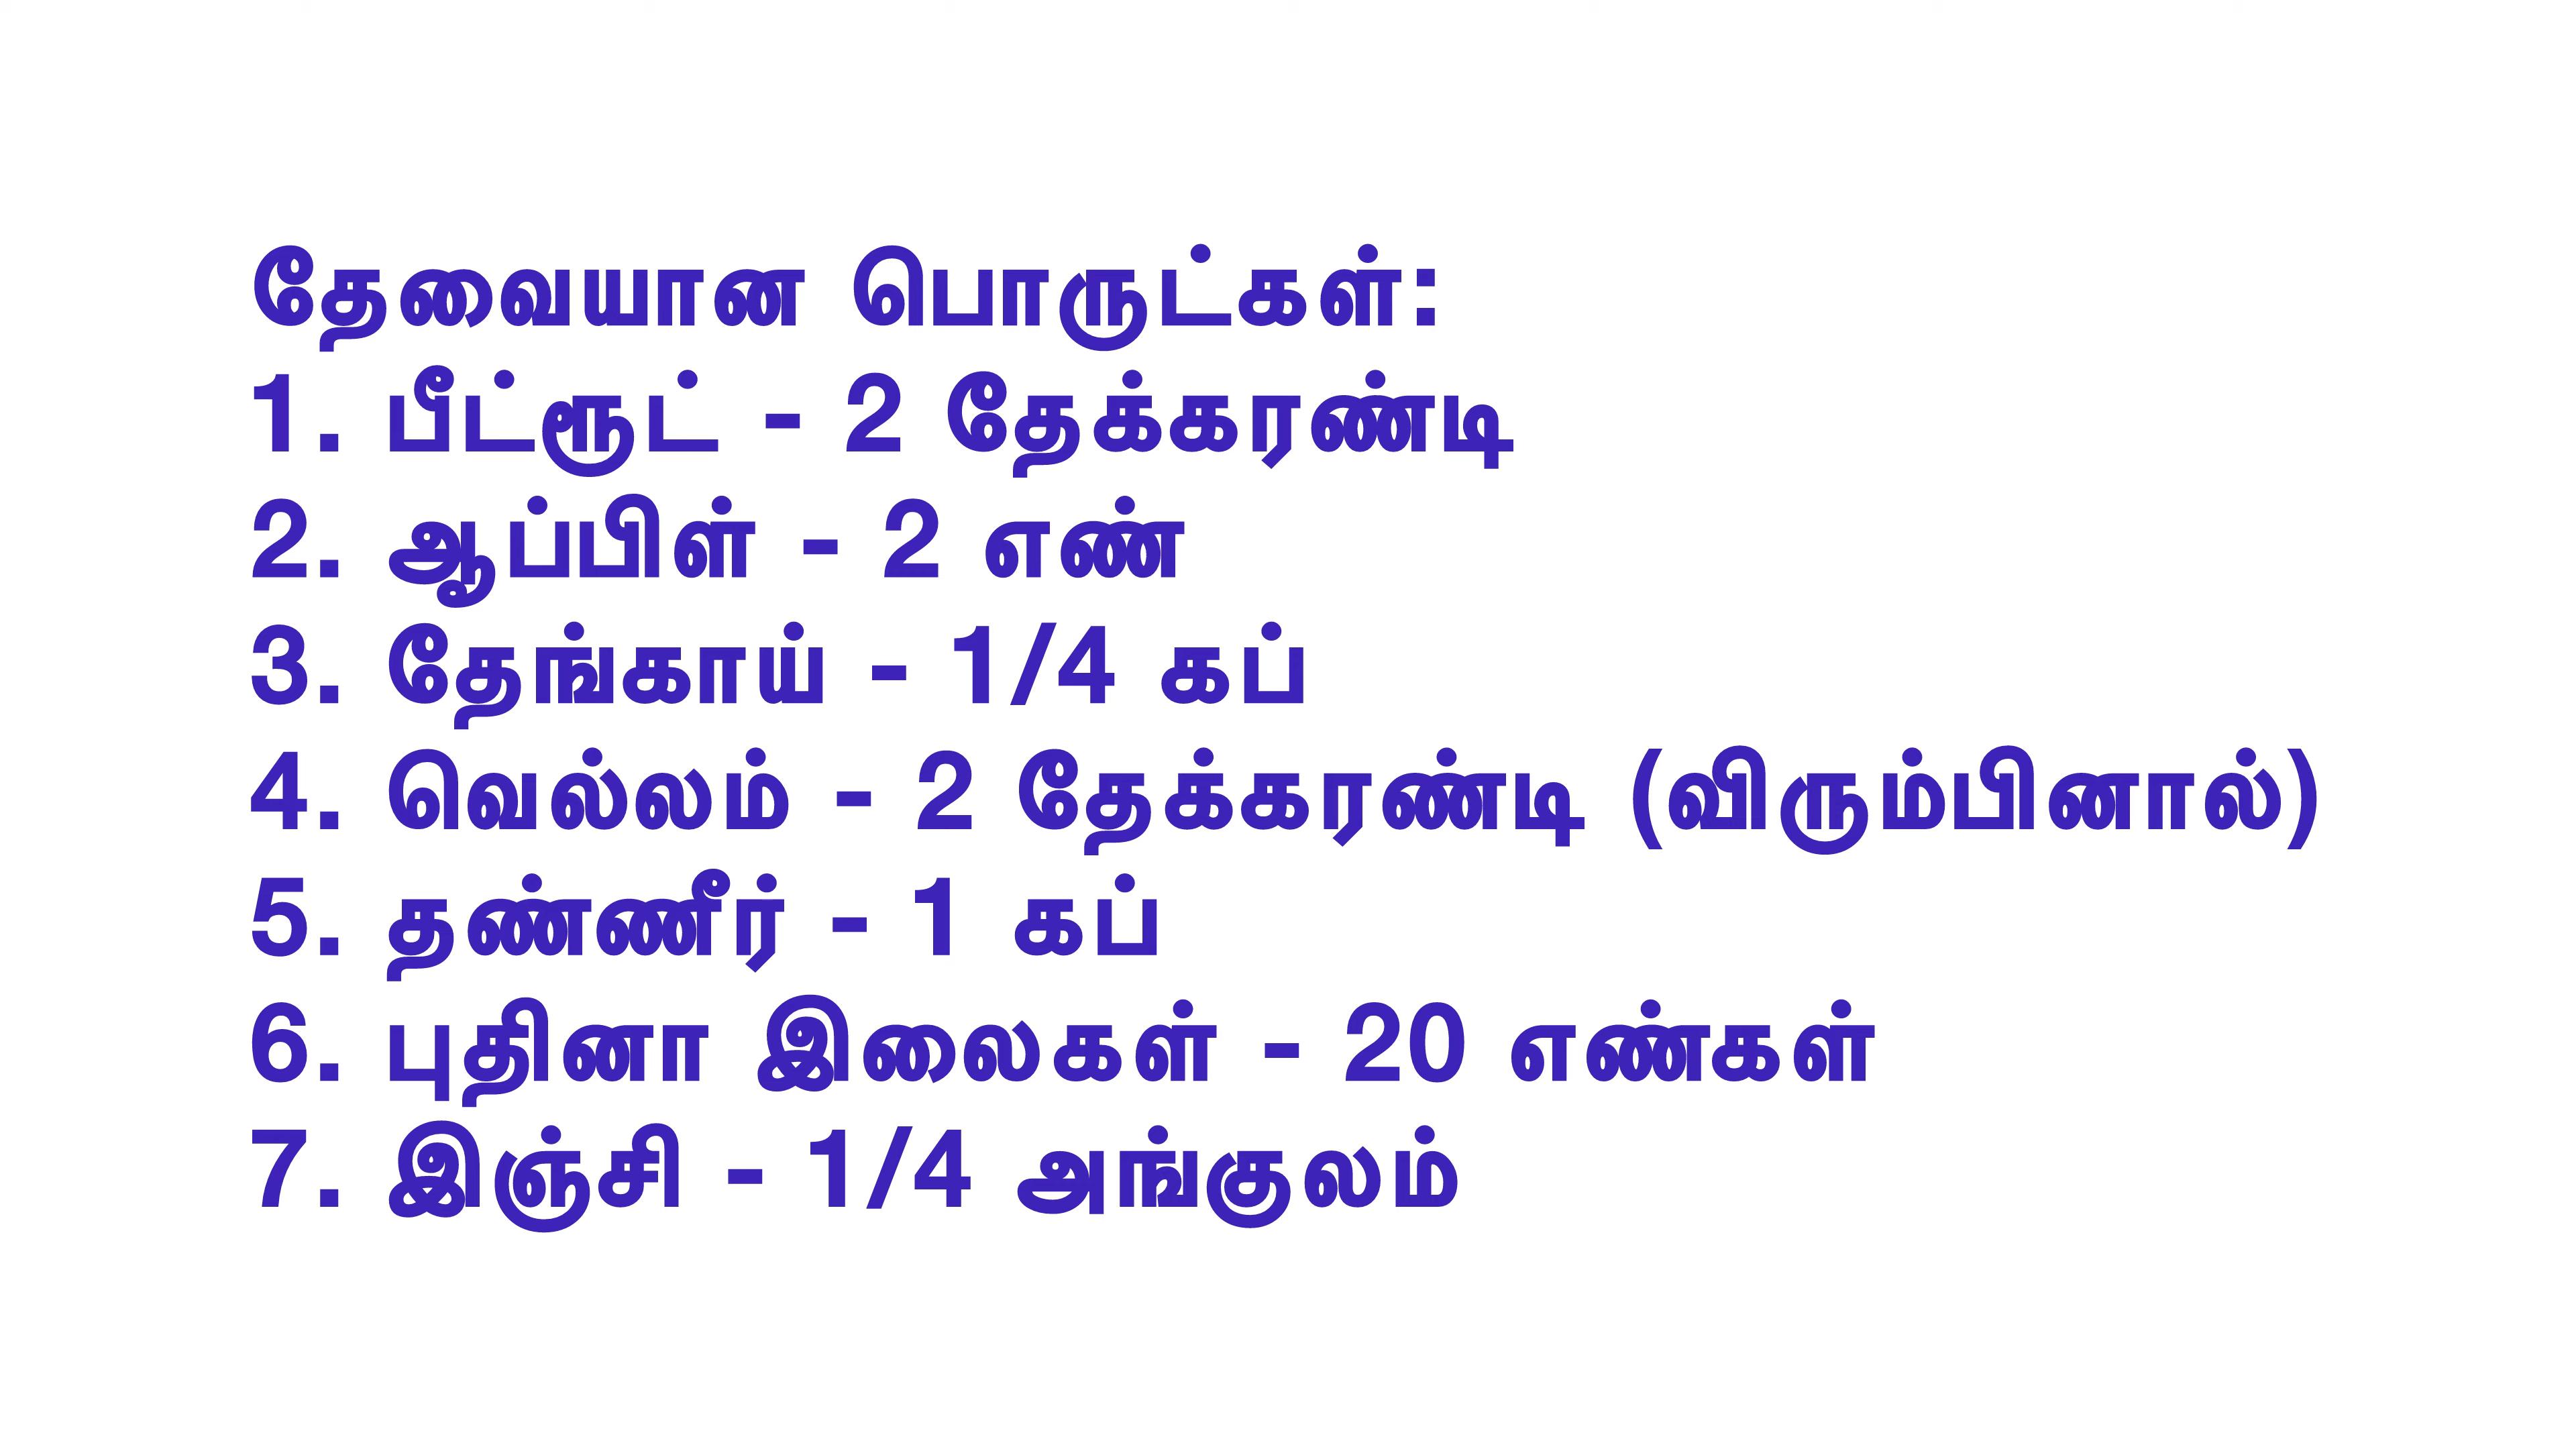 தேவையான பொருட்கள்:
1. பீட்ரூட் - 2 தேக்கரண்டி
2. ஆப்பிள் - 2 எண்
3. தேங்காய் - 1/4 கப்
4. வெல்லம் - 2 தேக்கரண்டி (விரும்பினால்)
5. தண்ணீர் - 1 கப்
6. புதினா இலைகள் - 20 எண்கள்
7. இஞ்சி - 1/4 அங்குலம்